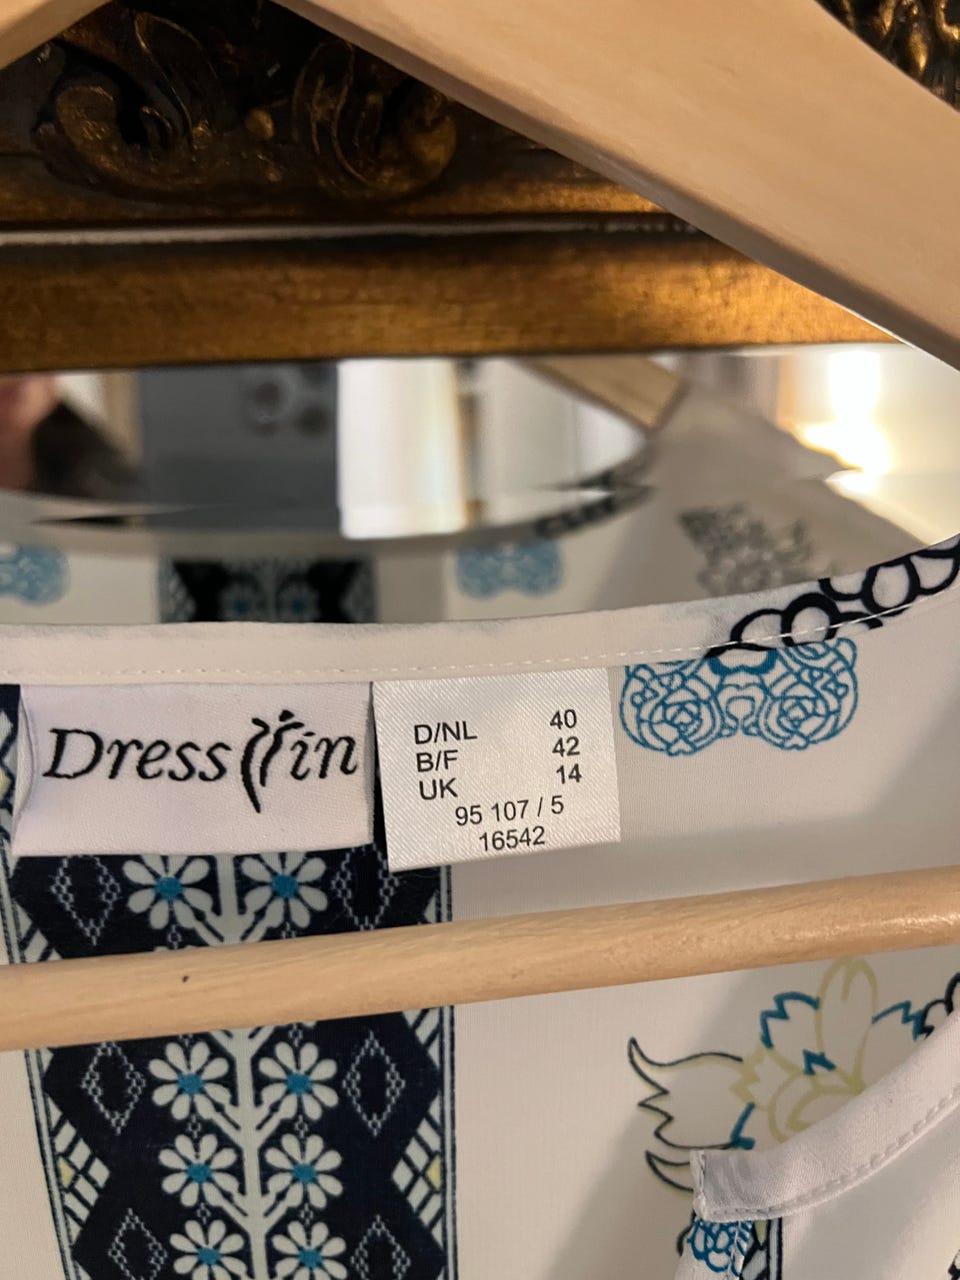 Dress in
D/NL 40
B/F 42
UK 14
95 107 / 5
16542